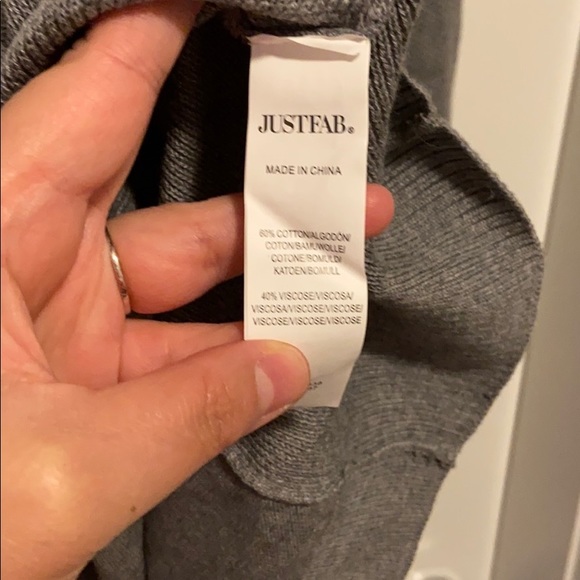 JUSTFAB®
MADE IN CHINA
60% COTTON/ALGODÓN/
COTON/BAMUWOLLE/
COTONE/BOMULD/
KATOEN/BOMULL
40% VISCOSE/VISCOSA/
VISCOSA/VISCOSE/VISCOSE/
VISCOSE/VISCOSE/VISCOSE